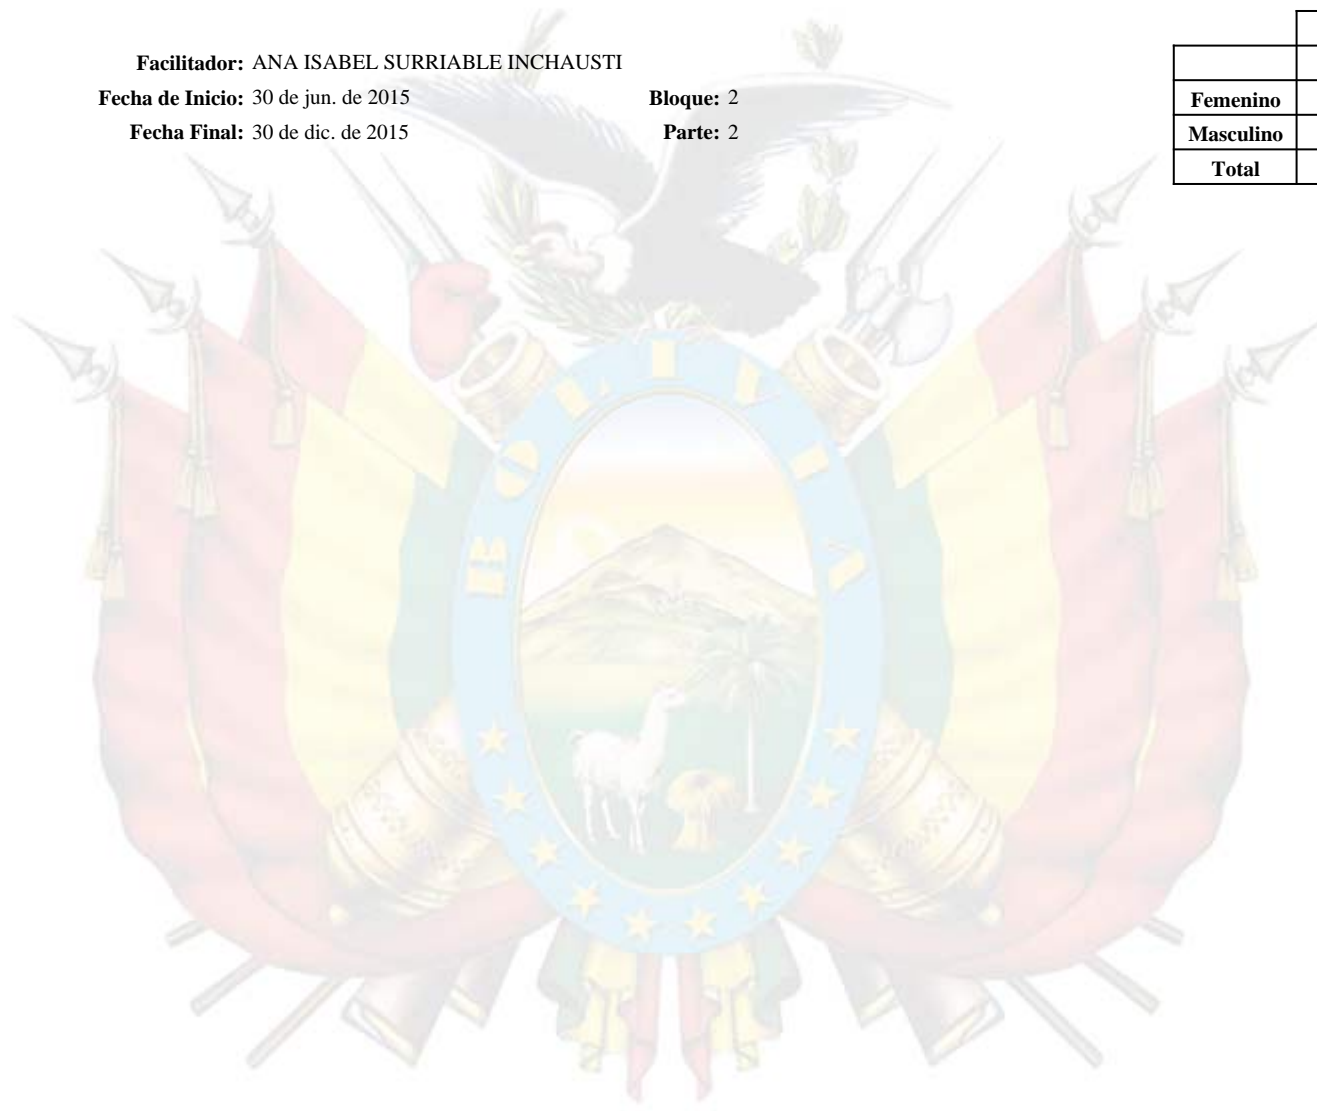 Facilitador: ANA ISABEL SURRIABLE INCHAUSTI
Fecha de Inicio: 30 de jun. de 2015 Bloque: 2
Fecha Final: 30 de dic. de 2015 Parte: 2
Femenino
Masculino
Total
BOLIVIA